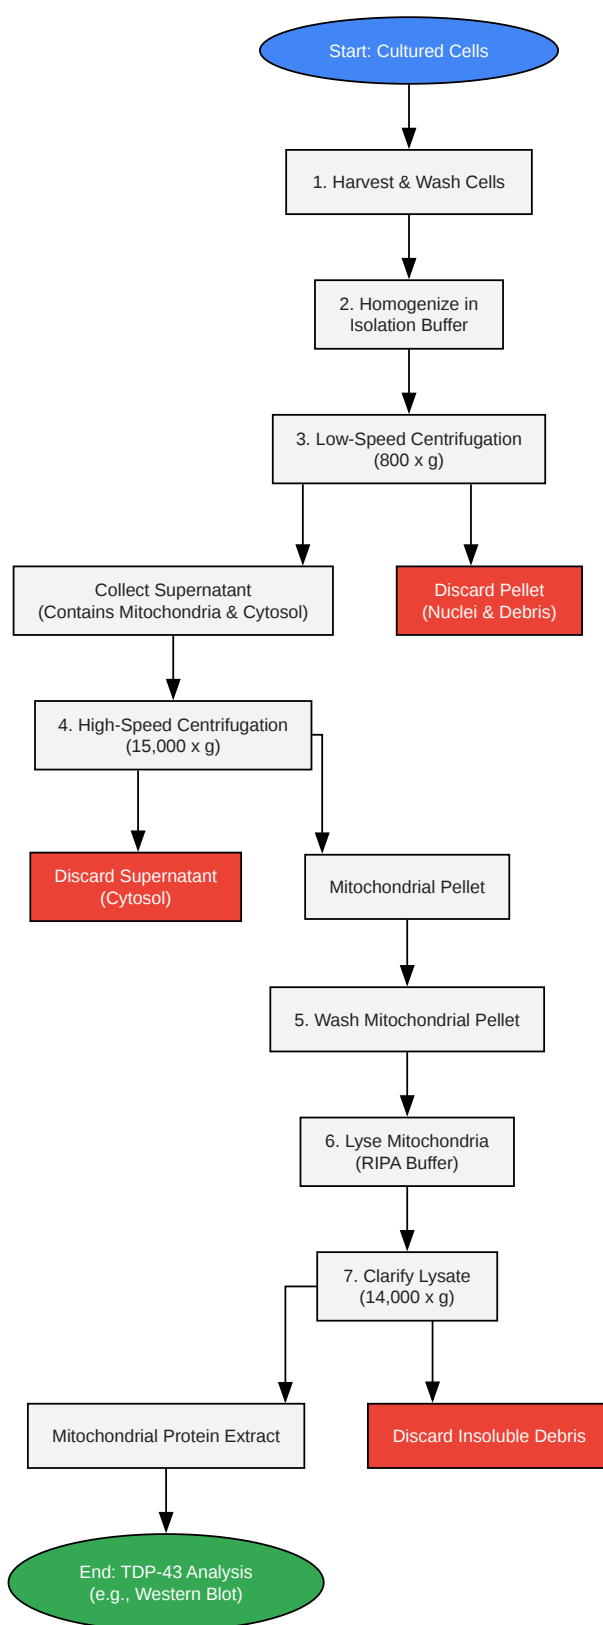 Start: Cultured Cells
1. Harvest & Wash Cells
2. Homogenize in
Isolation Buffer
3. Low-Speed Centrifugation
(800 x g)
Collect Supernatant
(Contains Mitochondria & Cytosol)
Discard Pellet
(Nuclei & Debris)
4. High-Speed Centrifugation
(15,000 x g)
Discard Supernatant
(Cytosol)
Mitochondrial Pellet
5. Wash Mitochondrial Pellet
6. Lyse Mitochondria
(RIPA Buffer)
7. Clarify Lysate
(14,000 x g)
Mitochondrial Protein Extract
Discard Insoluble Debris
End: TDP-43 Analysis
(e.g., Western Blot)